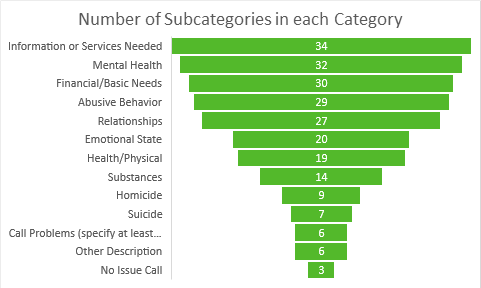 Number of Subcategories in each Category
Information or Services Needed 34
Mental Health 32
Financial/Basic Needs 30
Abusive Behavior 29
Relationships 27
Emotional State 20
Health/Physical 19
Substances 14
Homicide 9
Suicide 7
Call Problems (specify at least... 6
Other Description 6
No Issue Call 3